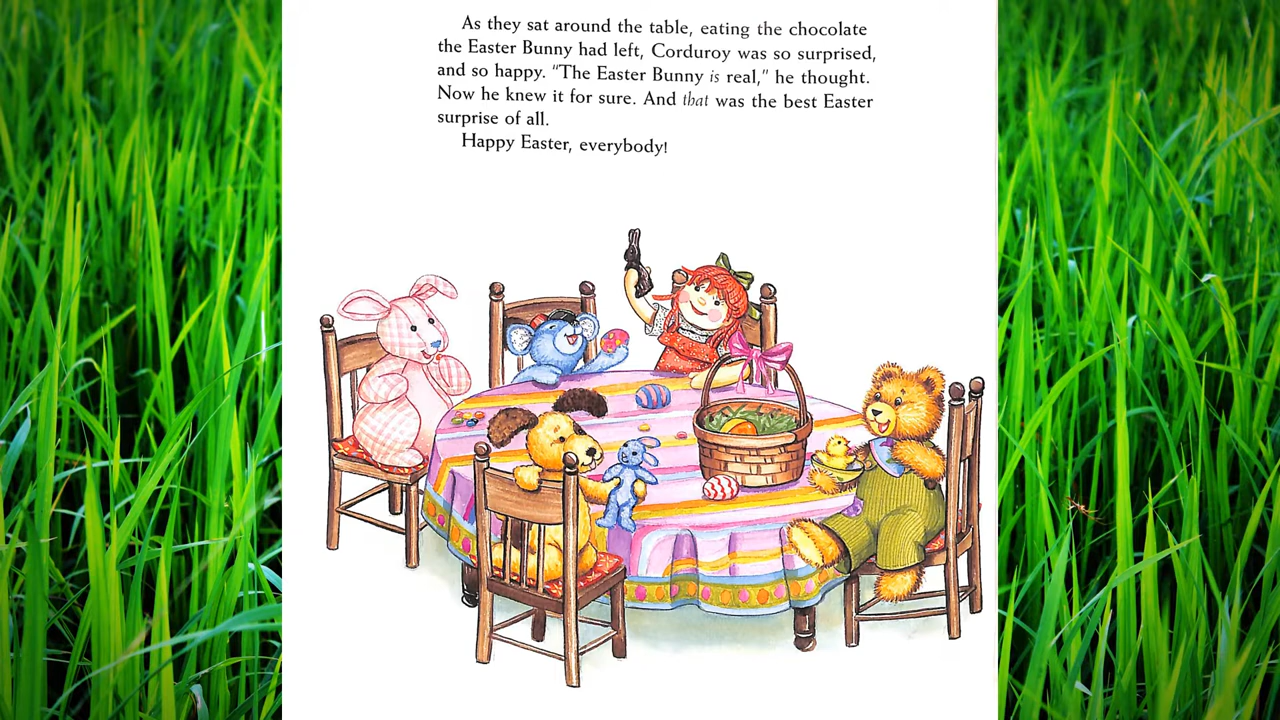 As they sat around the table, eating the chocolate
the Easter Bunny had left, Corduroy was so surprised,
and so happy. "The Easter Bunny is real," he thought.
Now he knew it for sure. And that was the best Easter
surprise of all.
Happy Easter, everybody!